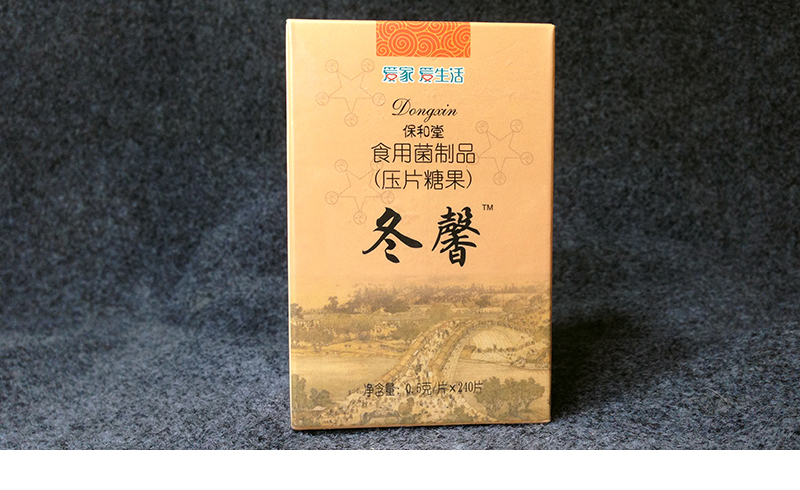 爱家 爱生活
Dongxin
保和堂
食用菌制品
(压片糖果)
冬馨™
净含量：0.5克/片×240片